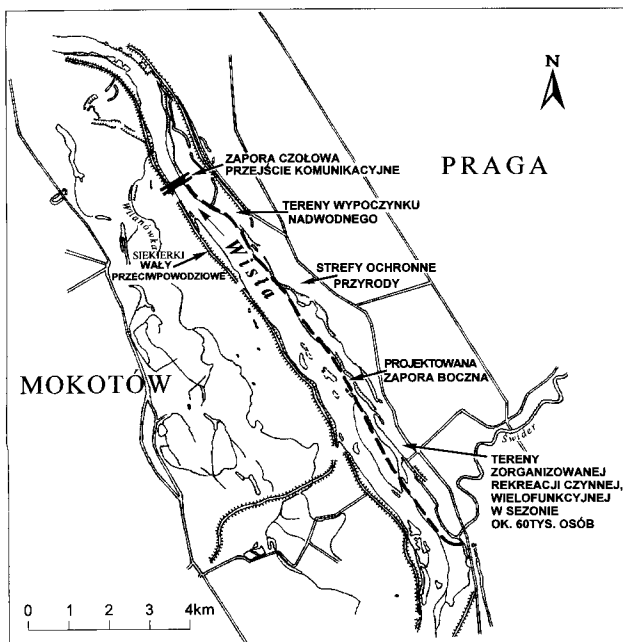 N
ZAPORA CZOŁOWA
PRZEJŚCIE KOMUNIKACYJNE
PRAGA
TERENY WYPOCZYNKU
NADWODNEGO
Wilanówka
Wisła
SIEKIERKI
WAŁY
PRZECIWPOWODZIOWE
STREFY OCHRONNE
PRZYRODY
MOKOTÓW
PROJEKTOWANA
ZAPORA BOCZNA
Świder
TERENY
ZORGANIZOWANEJ
REKREACJI CZYNNEJ,
WIELOFUNKCYJNEJ
W SEZONIE
OK. 60TYS. OSÓB
0 1 2 3 4km